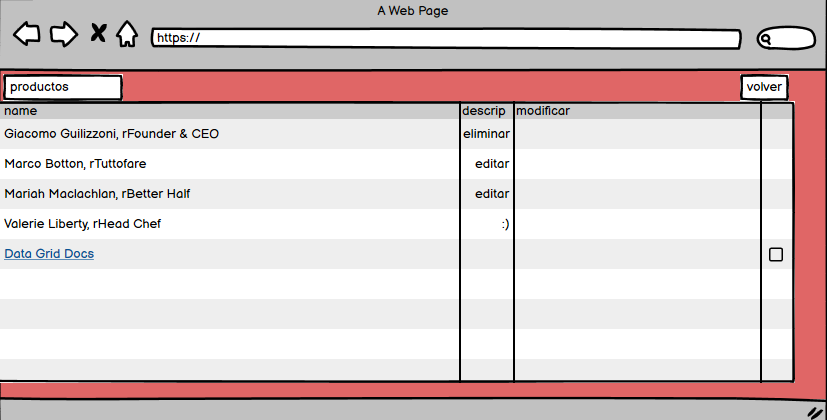 A Web Page
https://
productos
volver
name descrip modificar
Giacomo Guilizzoni, rFounder & CEO eliminar
Marco Botton, rTuttofare editar
Mariah Maclachlan, rBetter Half editar
Valerie Liberty, rHead Chef :)
Data Grid Docs